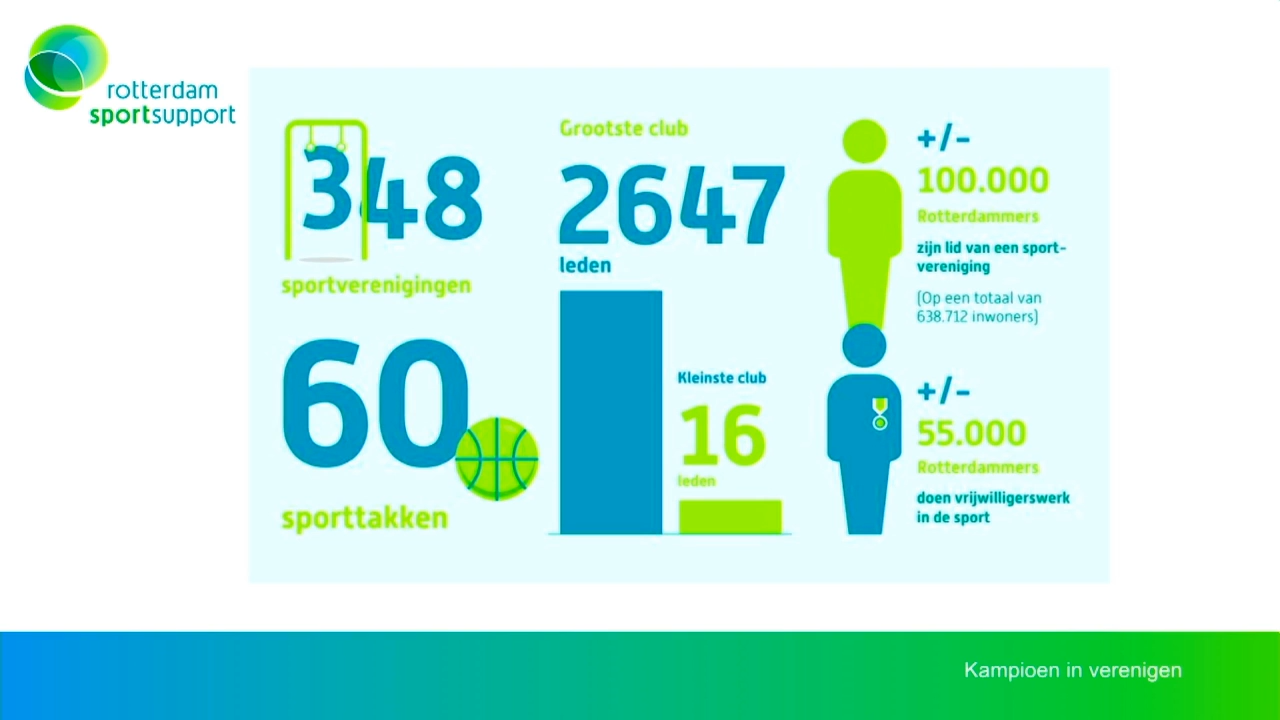 rotterdam
sportsupport
348
sportverenigingen
60
sporttakken
Grootste club
2647
leden
Kleinste club
16
leden
+/-
100.000
Rotterdammers
zijn lid van een sport-
vereniging
(Op een totaal van
638.712 inwoners)
+/-
55.000
Rotterdammers
doen vrijwilligerswerk
in de sport
Kampioen in verenigen